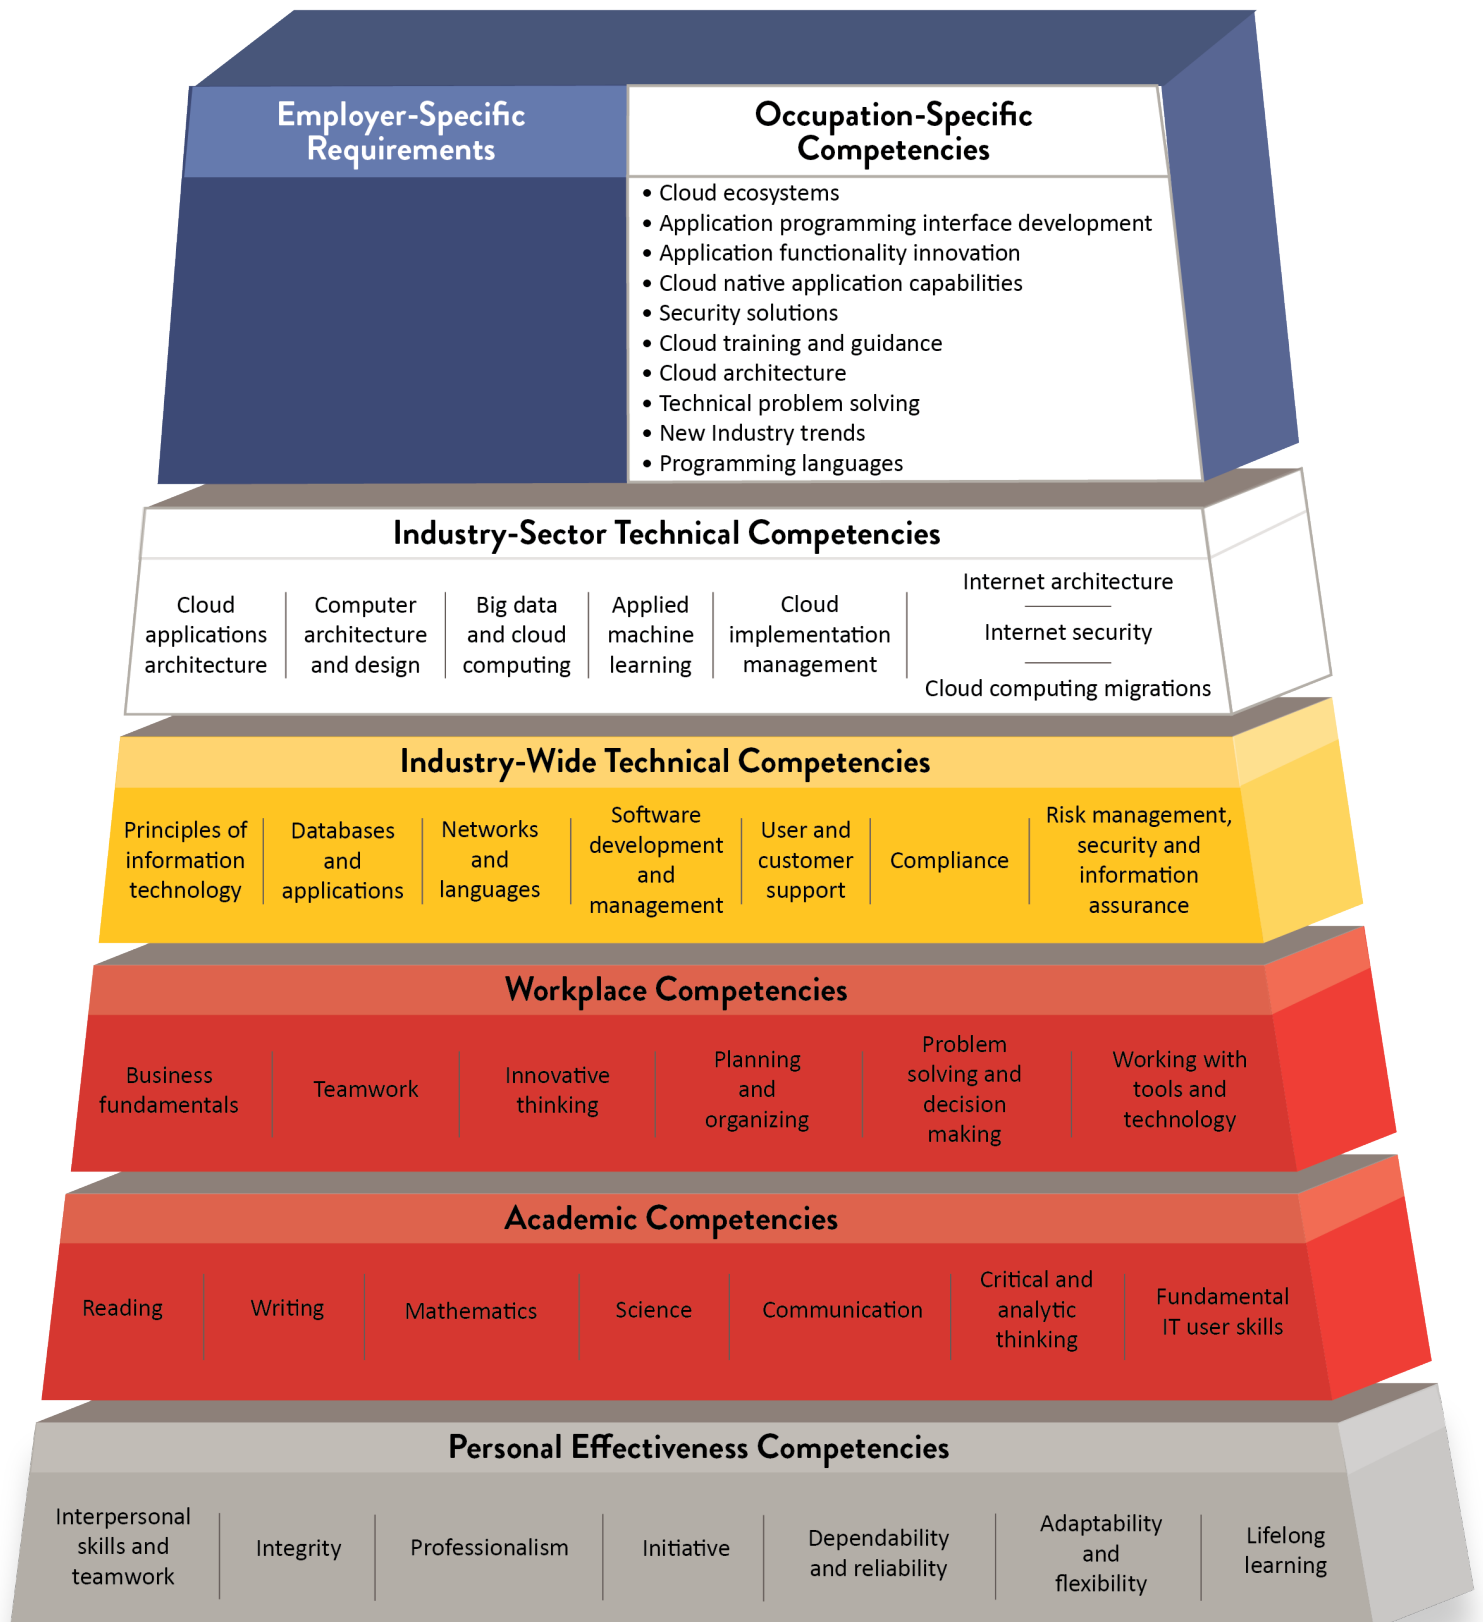 Employer-Specific
Requirements
Occupation-Specific
Competencies
• Cloud ecosystems
• Application programming interface development
• Application functionality innovation
• Cloud native application capabilities
• Security solutions
• Cloud training and guidance
• Cloud architecture
• Technical problem solving
• New Industry trends
• Programming languages
Industry-Sector Technical Competencies
Cloud
applications
architecture
Computer
architecture
and design
Big data
and cloud
computing
Applied
machine
learning
Cloud
implementation
management
Internet architecture
Internet security
Cloud computing migrations
Industry-Wide Technical Competencies
Principles of
information
technology
Databases
and
applications
Networks
and
languages
Software
development
and
management
User and
customer
support
Compliance
Risk management,
security and
information
assurance
Workplace Competencies
Business
fundamentals
Teamwork
Innovative
thinking
Planning
and
organizing
Problem
solving and
decision
making
Working with
tools and
technology
Academic Competencies
Reading
Writing
Mathematics
Science
Communication
Critical and
analytic
thinking
Fundamental
IT user skills
Personal Effectiveness Competencies
Interpersonal
skills and
teamwork
Integrity
Professionalism
Initiative
Dependability
and reliability
Adaptability
and
flexibility
Lifelong
learning